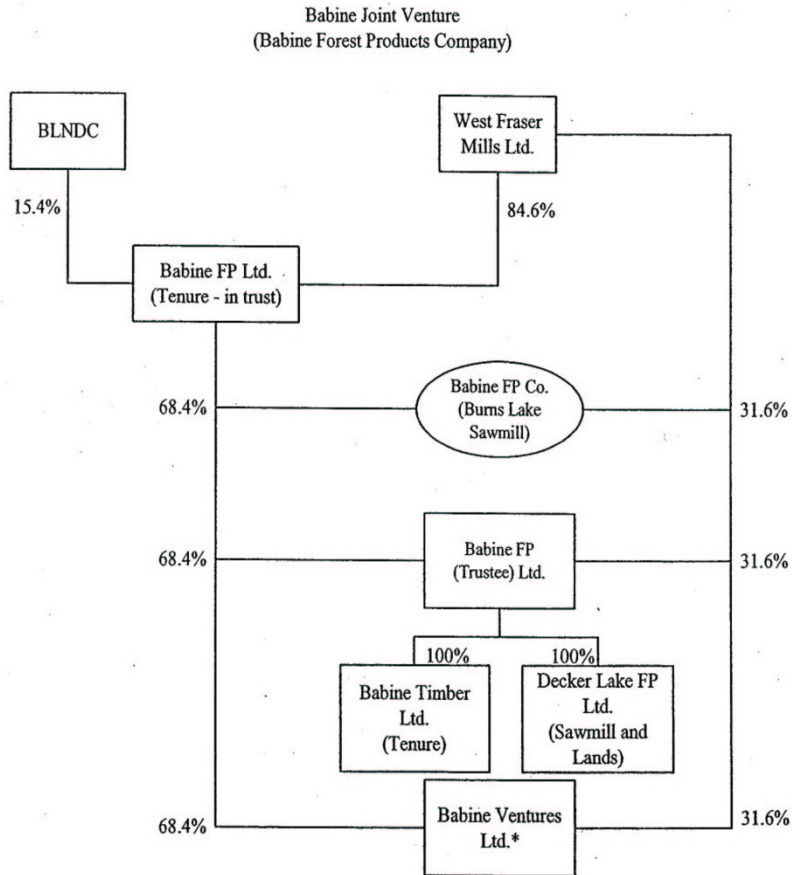 Babine Joint Venture
(Babine Forest Products Company)
BLNDC
West Fraser
Mills Ltd.
15.4%
84.6%
Babine FP Ltd.
(Tenure - in trust)
68.4%
Babine FP Co.
(Burns Lake
Sawmill)
31.6%
68.4%
Babine FP
(Trustee) Ltd.
31.6%
100%
100%
Babine Timber
Ltd.
(Tenure)
Decker Lake FP
Ltd.
(Sawmill and
Lands)
68.4%
Babine Ventures
Ltd.*
31.6%